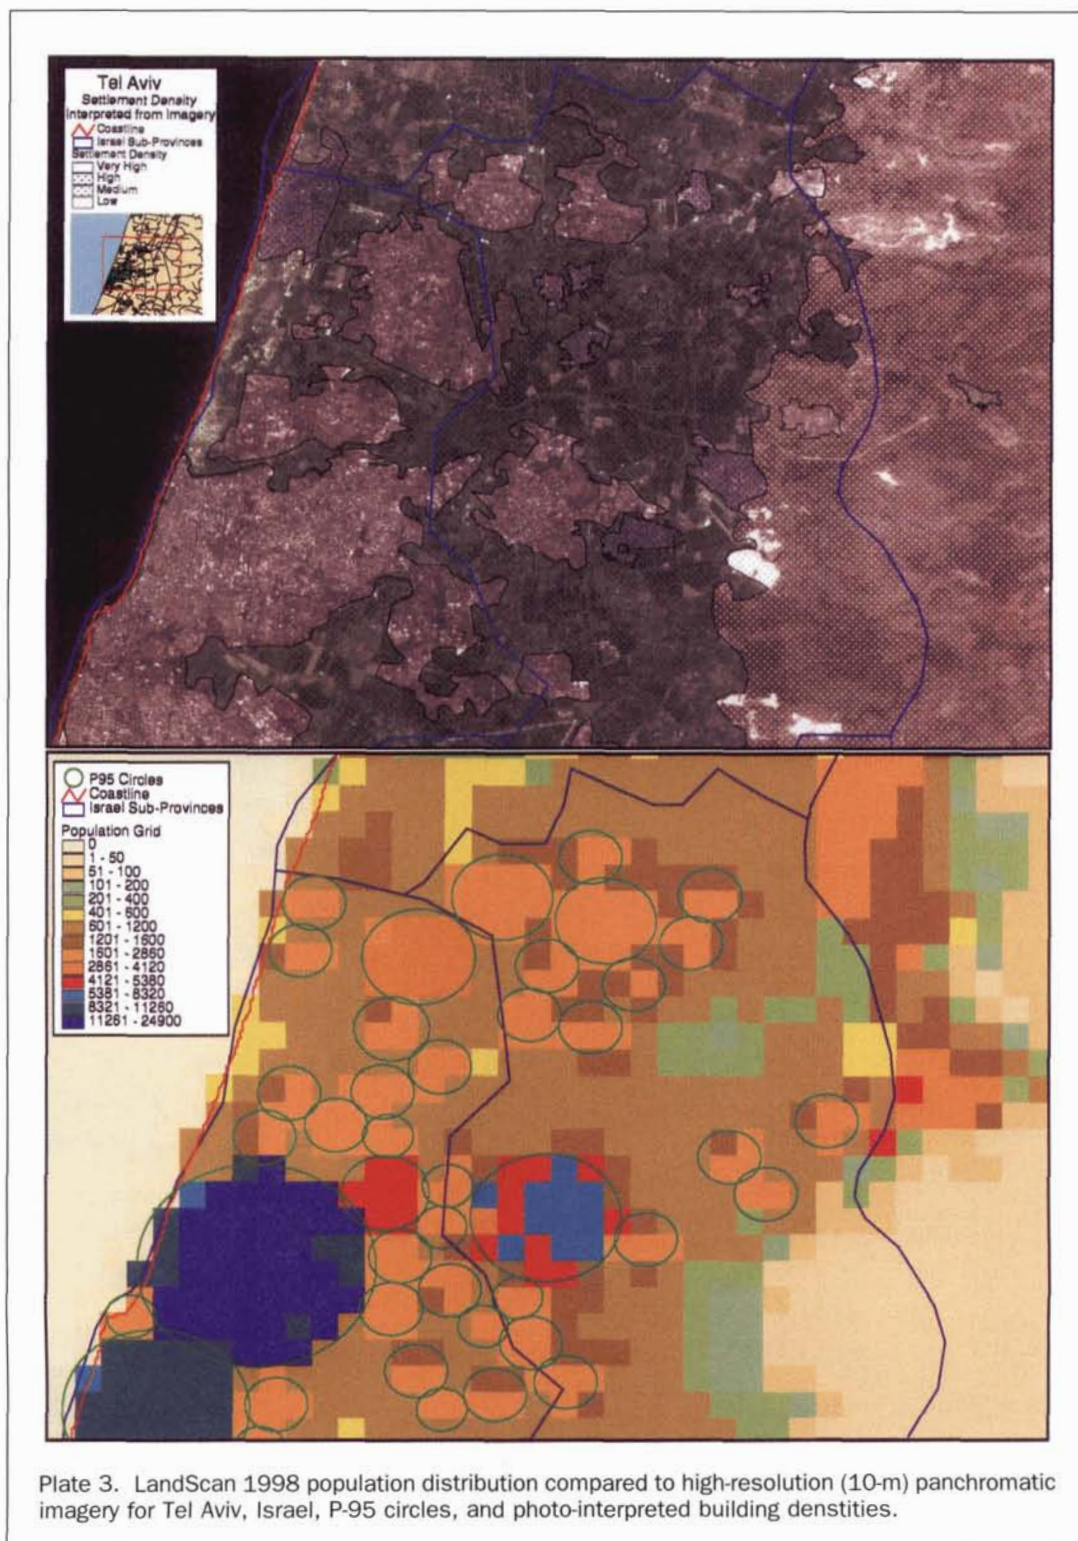 Tel Aviv
Settlement Density
Interpreted from Imagery
Coastline
Israel Sub-Provinces
Settlement Density
Very High
High
Medium
Low
P95 Circles
Coastline
Israel Sub-Provinces
Population Grid
0
1 - 50
51 - 100
101 - 200
201 - 400
401 - 600
601 - 1200
1201 - 1600
1601 - 2860
2861 - 4120
4121 - 5380
5381 - 8320
8321 - 11260
11261 - 24900
Plate 3. LandScan 1998 population distribution compared to high-resolution (10-m) panchromatic
imagery for Tel Aviv, Israel, P-95 circles, and photo-interpreted building denstities.